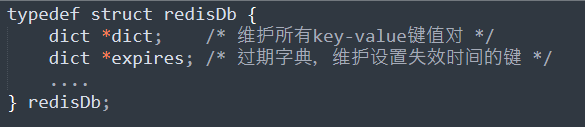 typedef struct redisDb {
    dict *dict;    /* 维护所有key-value键值对 */
    dict *expires; /* 过期字典，维护设置失效时间的键 */
    ....
} redisDb;